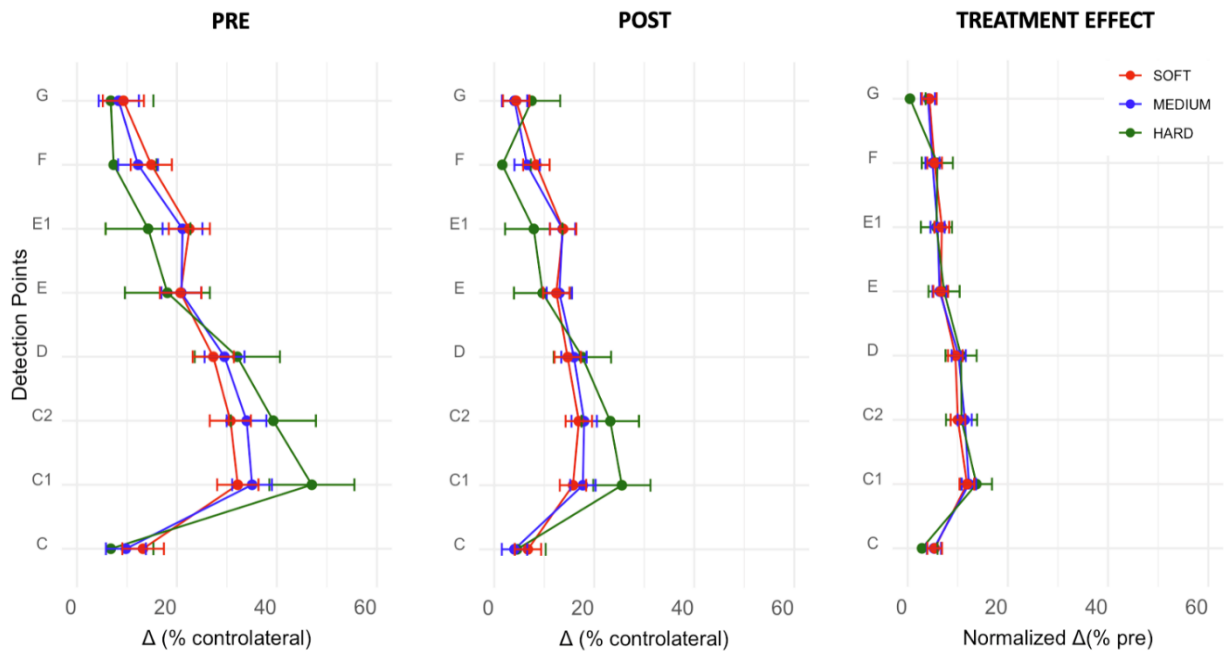 PRE
POST
TREATMENT EFFECT
SOFT
MEDIUM
HARD
Detection Points
G
F
E1
E
D
C2
C1
C
0 20 40 60
Δ (% controlateral)
G
F
E1
E
D
C2
C1
C
0 20 40 60
Δ (% controlateral)
G
F
E1
E
D
C2
C1
C
0 20 40 60
Normalized Δ(% pre)